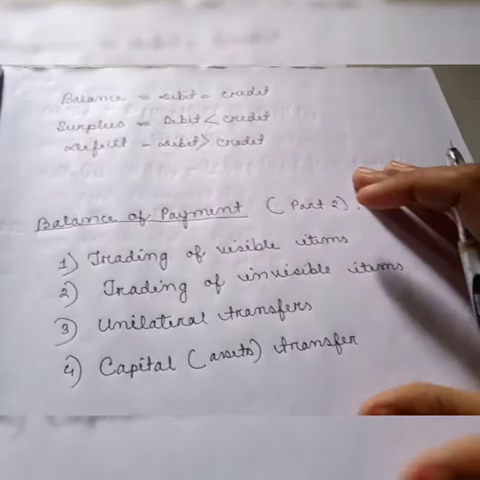 Balance = debit = credit
Surplus = Debit < credit
Deficit - debit > credit
Balance of Payment (Part 2).
1) Trading of visible items
2) Trading of invisible items
3) Unilateral transfers
4) Capital (assets) transfer